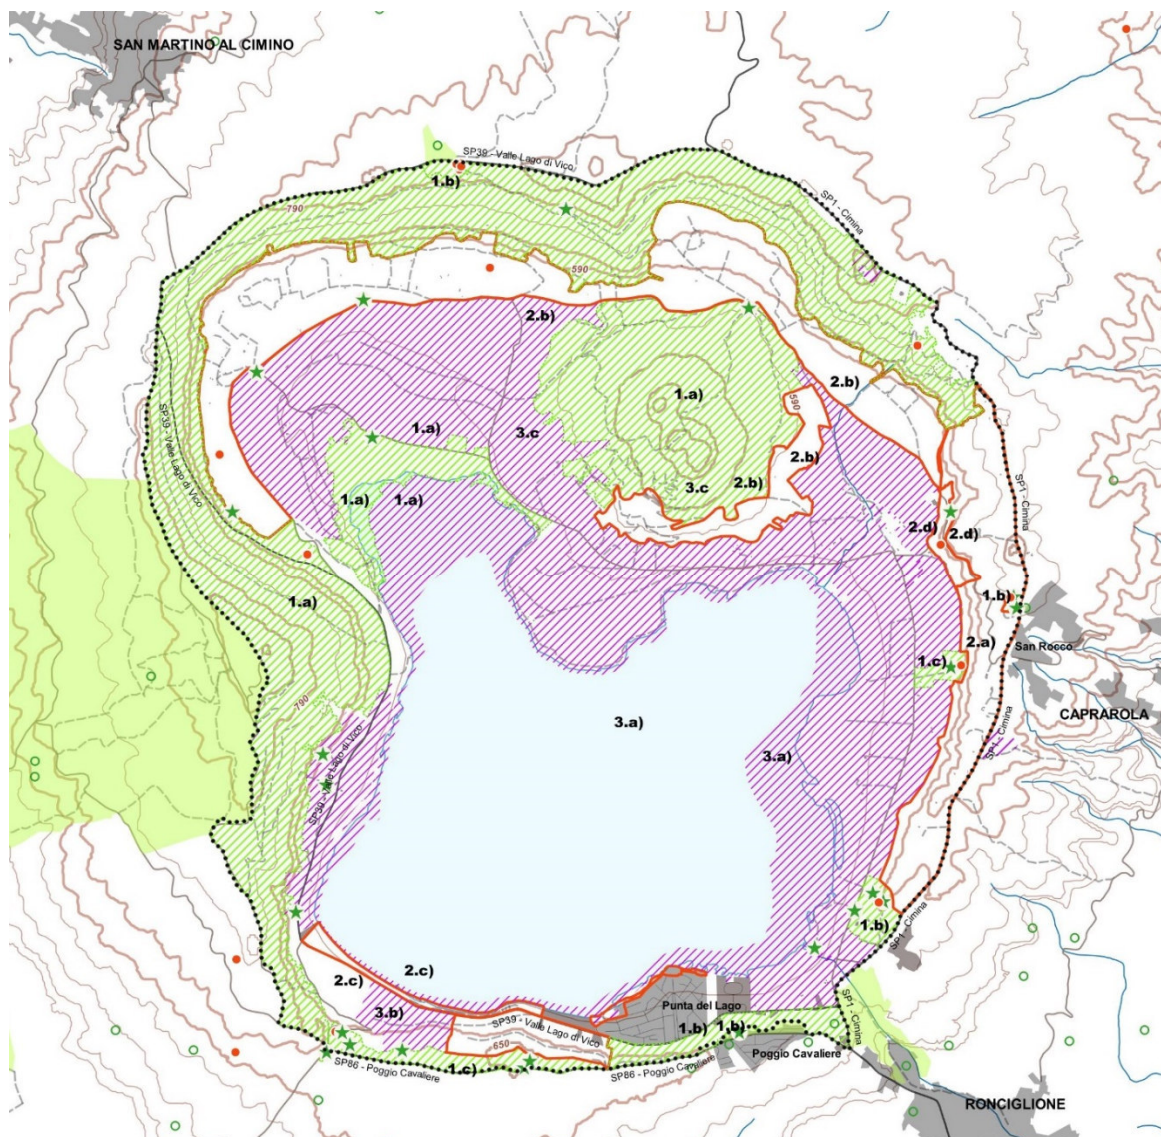 SAN MARTINO AL CIMINO
SP39 - Valle Lago di Vico
1.b)
SP1 - Cimina
790
590
2.b)
2.b)
1.a)
590
SP39 - Valle Lago di Vico
1.a)
3.c
2.b)
1.a)
1.a)
3.c
2.b)
SP1 - Cimina
2.d)
2.d)
1.a)
1.b)
2.a)
San Rocco
1.c)
790
CAPRAROLA
3.a)
SP39 - Valle Lago di Vico
3.a)
SP1 - Cimina
1.b)
SP1 - Cimina
2.c)
2.c)
Punta del Lago
SP1 - Cimina
3.b)
SP39 - Valle Lago di Vico
1.b)
1.b)
650
Poggio Cavaliere
SP86 - Poggio Cavaliere
1.c)
SP86 - Poggio Cavaliere
RONCIGLIONE